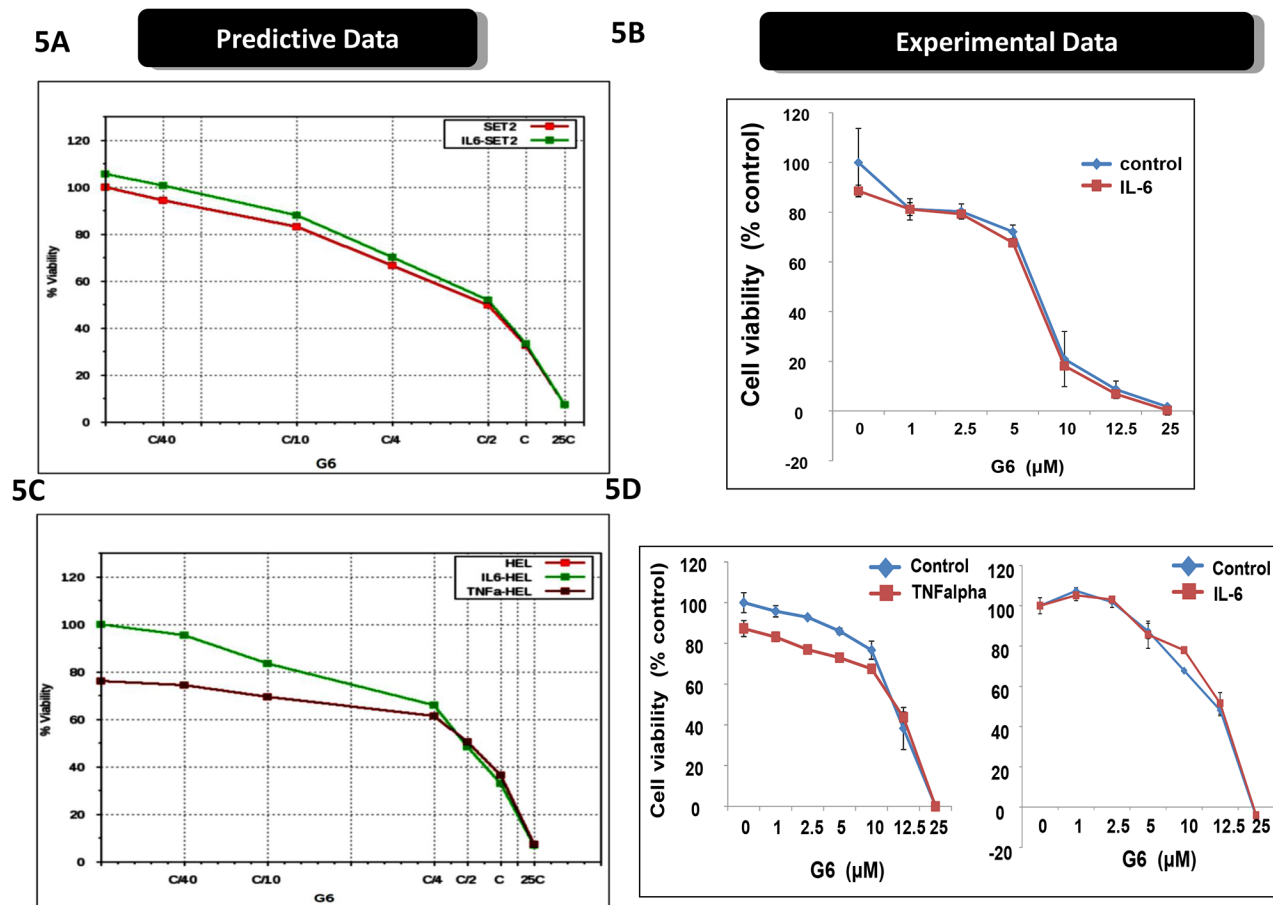 5A
Predictive Data
5B
Experimental Data
SET2
IL6-SET2
120
100
80
60
40
20
0
% Viability
C/40
C/10
C/4
C/2
C
25C
G6
120
100
80
60
40
20
0
-20
Cell viability (% control)
control
IL-6
0
1
2.5
5
10
12.5
25
G6 (µM)
5C
HEL
IL6-HEL
TNFa-HEL
120
100
80
60
40
20
0
% Viability
C/40
C/10
C/4
C/2
C
25C
G6
5D
120
100
80
60
40
20
0
Cell viability (% control)
Control
TNFalpha
0
1
2.5
5
10
12.5
25
G6 (µM)
120
100
80
60
40
20
0
-20
Control
IL-6
0
1
2.5
5
10
12.5
25
G6 (µM)